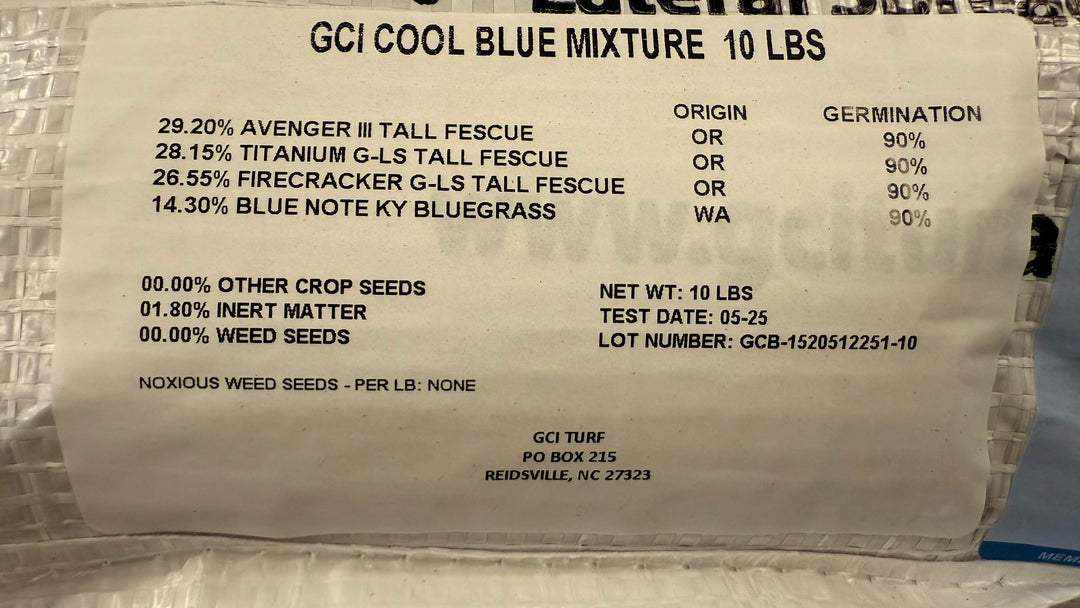 Lateral
GCI COOL BLUE MIXTURE 10 LBS
ORIGIN GERMINATION
29.20% AVENGER III TALL FESCUE OR 90%
28.15% TITANIUM G-LS TALL FESCUE OR 90%
26.55% FIRECRACKER G-LS TALL FESCUE OR 90%
14.30% BLUE NOTE KY BLUEGRASS WA 90%
00.00% OTHER CROP SEEDS NET WT: 10 LBS
01.80% INERT MATTER TEST DATE: 05-25
00.00% WEED SEEDS LOT NUMBER: GCB-1520512251-10
NOXIOUS WEED SEEDS - PER LB: NONE
GCI TURF
PO BOX 215
REIDSVILLE, NC 27323